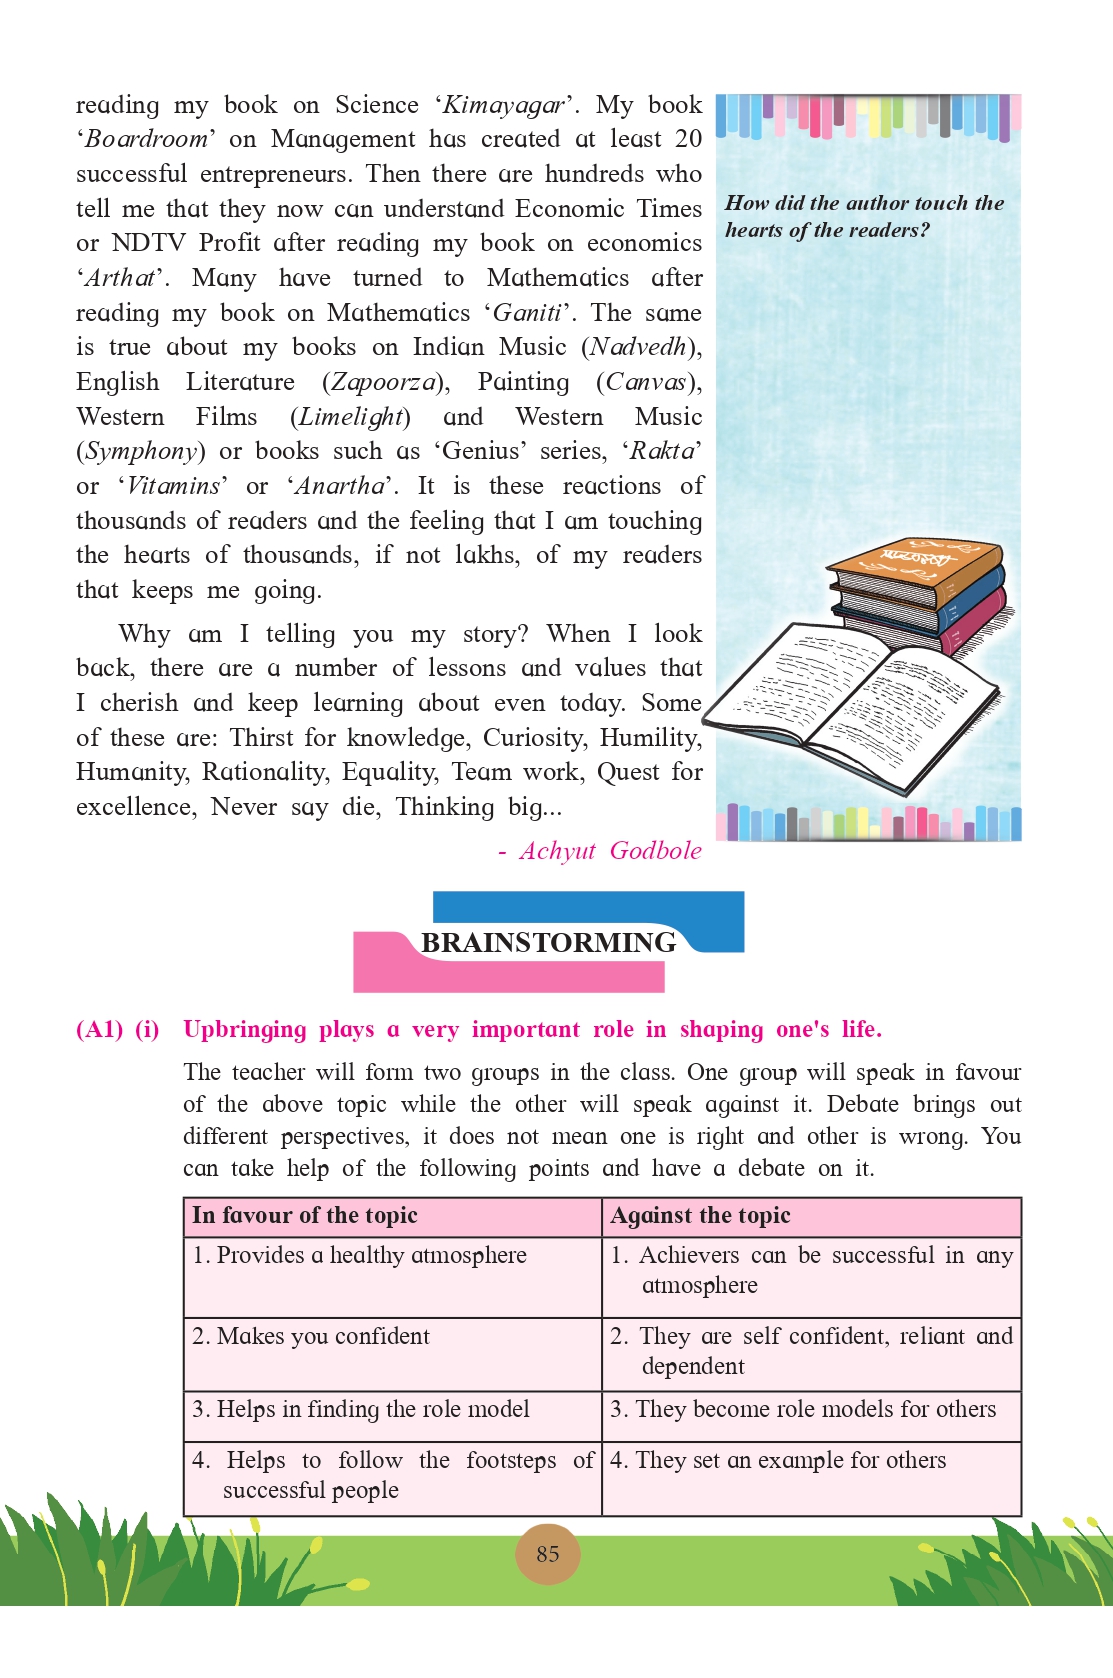 reading my book on Science ‘Kimayagar’. My book
‘Boardroom’ on Management has created at least 20
successful entrepreneurs. Then there are hundreds who
tell me that they now can understand Economic Times
or NDTV Profit after reading my book on economics
‘Arthat’. Many have turned to Mathematics after
reading my book on Mathematics ‘Ganiti’. The same
is true about my books on Indian Music (Nadvedh),
English Literature (Zapoorza), Painting (Canvas),
Western Films (Limelight) and Western Music
(Symphony) or books such as ‘Genius’ series, ‘Rakta’
or ‘Vitamins’ or ‘Anartha’. It is these reactions of
thousands of readers and the feeling that I am touching
the hearts of thousands, if not lakhs, of my readers
that keeps me going.
Why am I telling you my story? When I look
back, there are a number of lessons and values that
I cherish and keep learning about even today. Some
of these are: Thirst for knowledge, Curiosity, Humility,
Humanity, Rationality, Equality, Team work, Quest for
excellence, Never say die, Thinking big...
- Achyut Godbole
How did the author touch the
hearts of the readers?
BRAINSTORMING
(A1) (i) Upbringing plays a very important role in shaping one's life.
The teacher will form two groups in the class. One group will speak in favour
of the above topic while the other will speak against it. Debate brings out
different perspectives, it does not mean one is right and other is wrong. You
can take help of the following points and have a debate on it.
In favour of the topic
Against the topic
1. Provides a healthy atmosphere
1. Achievers can be successful in any
atmosphere
2. Makes you confident
2. They are self confident, reliant and
dependent
3. Helps in finding the role model
3. They become role models for others
4. Helps to follow the footsteps of
successful people
4. They set an example for others
85